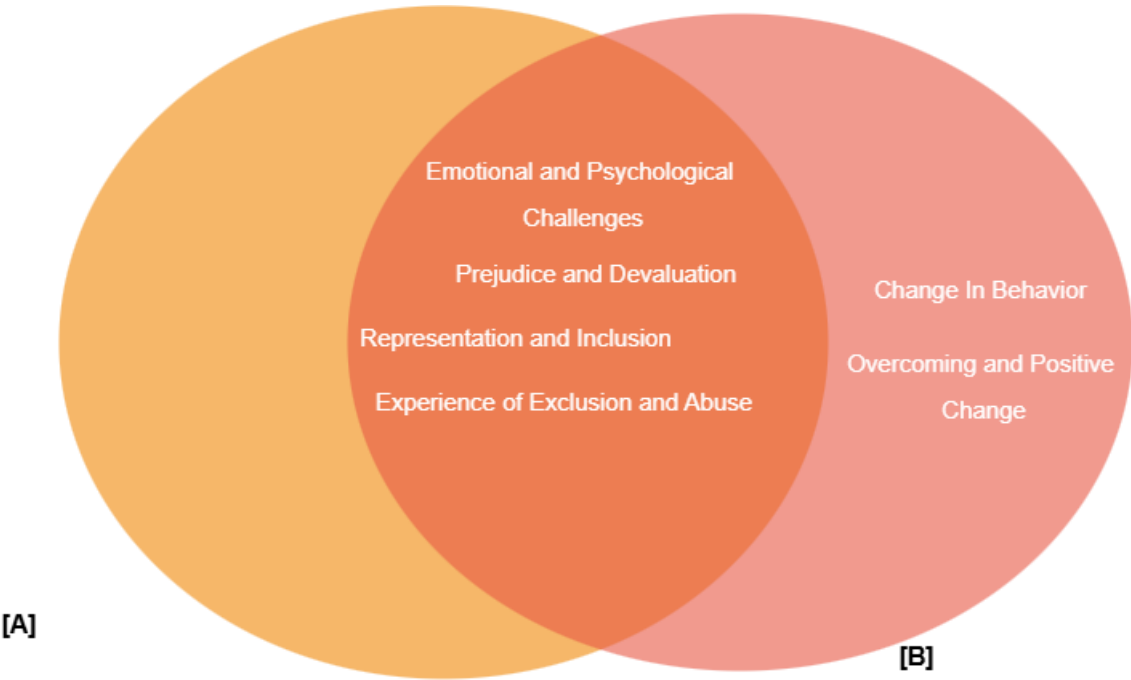 Emotional and Psychological
Challenges
Prejudice and Devaluation
Representation and Inclusion
Experience of Exclusion and Abuse
Change In Behavior
Overcoming and Positive
Change
[A]
[B]